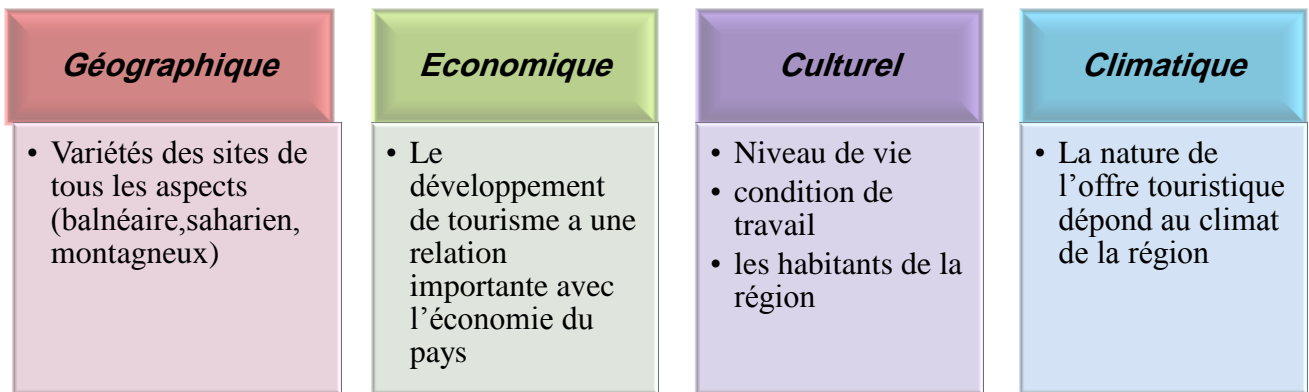 Géographique
• Variétés des sites de
tous les aspects
(balnéaire,saharien,
montagneux)
Economique
• Le
développement
de tourisme a une
relation
importante avec
l’économie du
pays
Culturel
• Niveau de vie
• condition de
travail
• les habitants de la
région
Climatique
• La nature de
l’offre touristique
dépond au climat
de la région